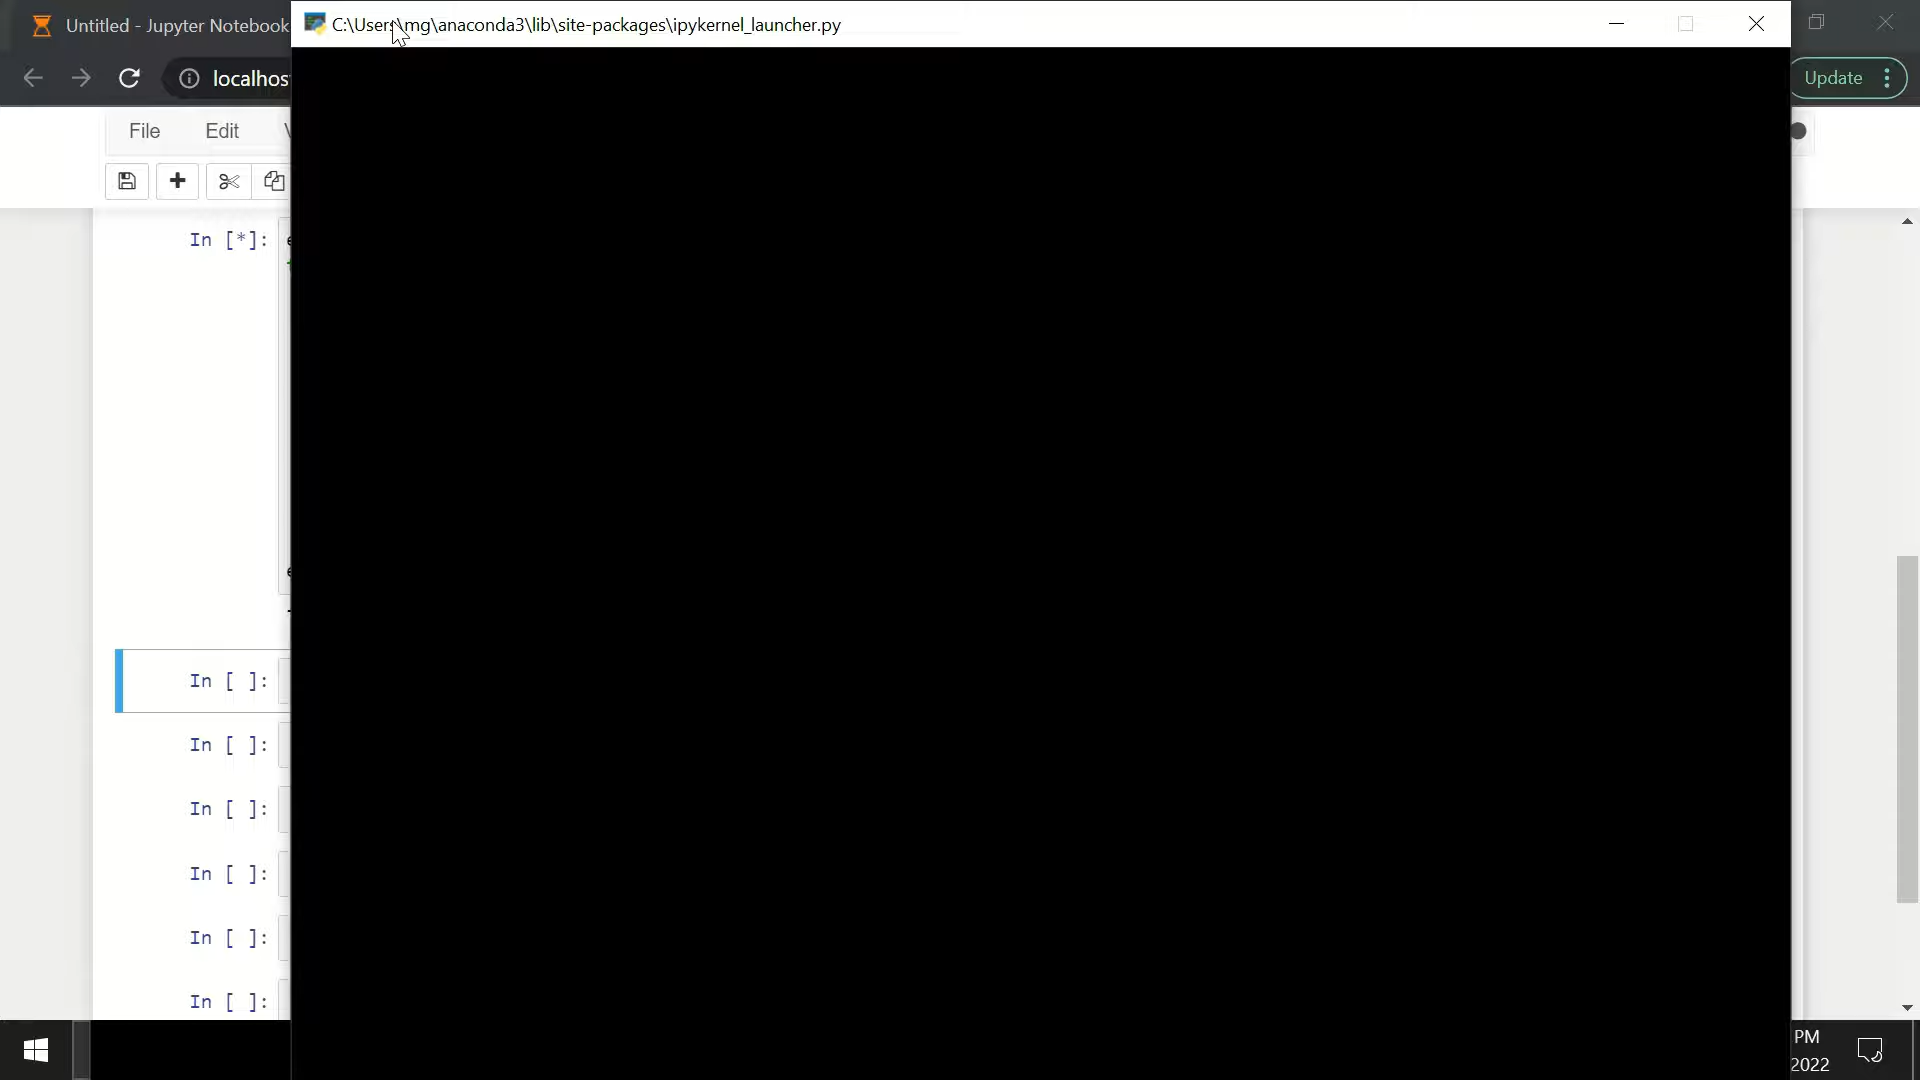 Untitled - Jupyter Notebook
C:\Users\mg\anaconda3\lib\site-packages\ipykernel_launcher.py
localhos
Update
File Edit
In [*]:
In [ ]:
In [ ]:
In [ ]:
In [ ]:
In [ ]:
In [ ]:
PM
2022